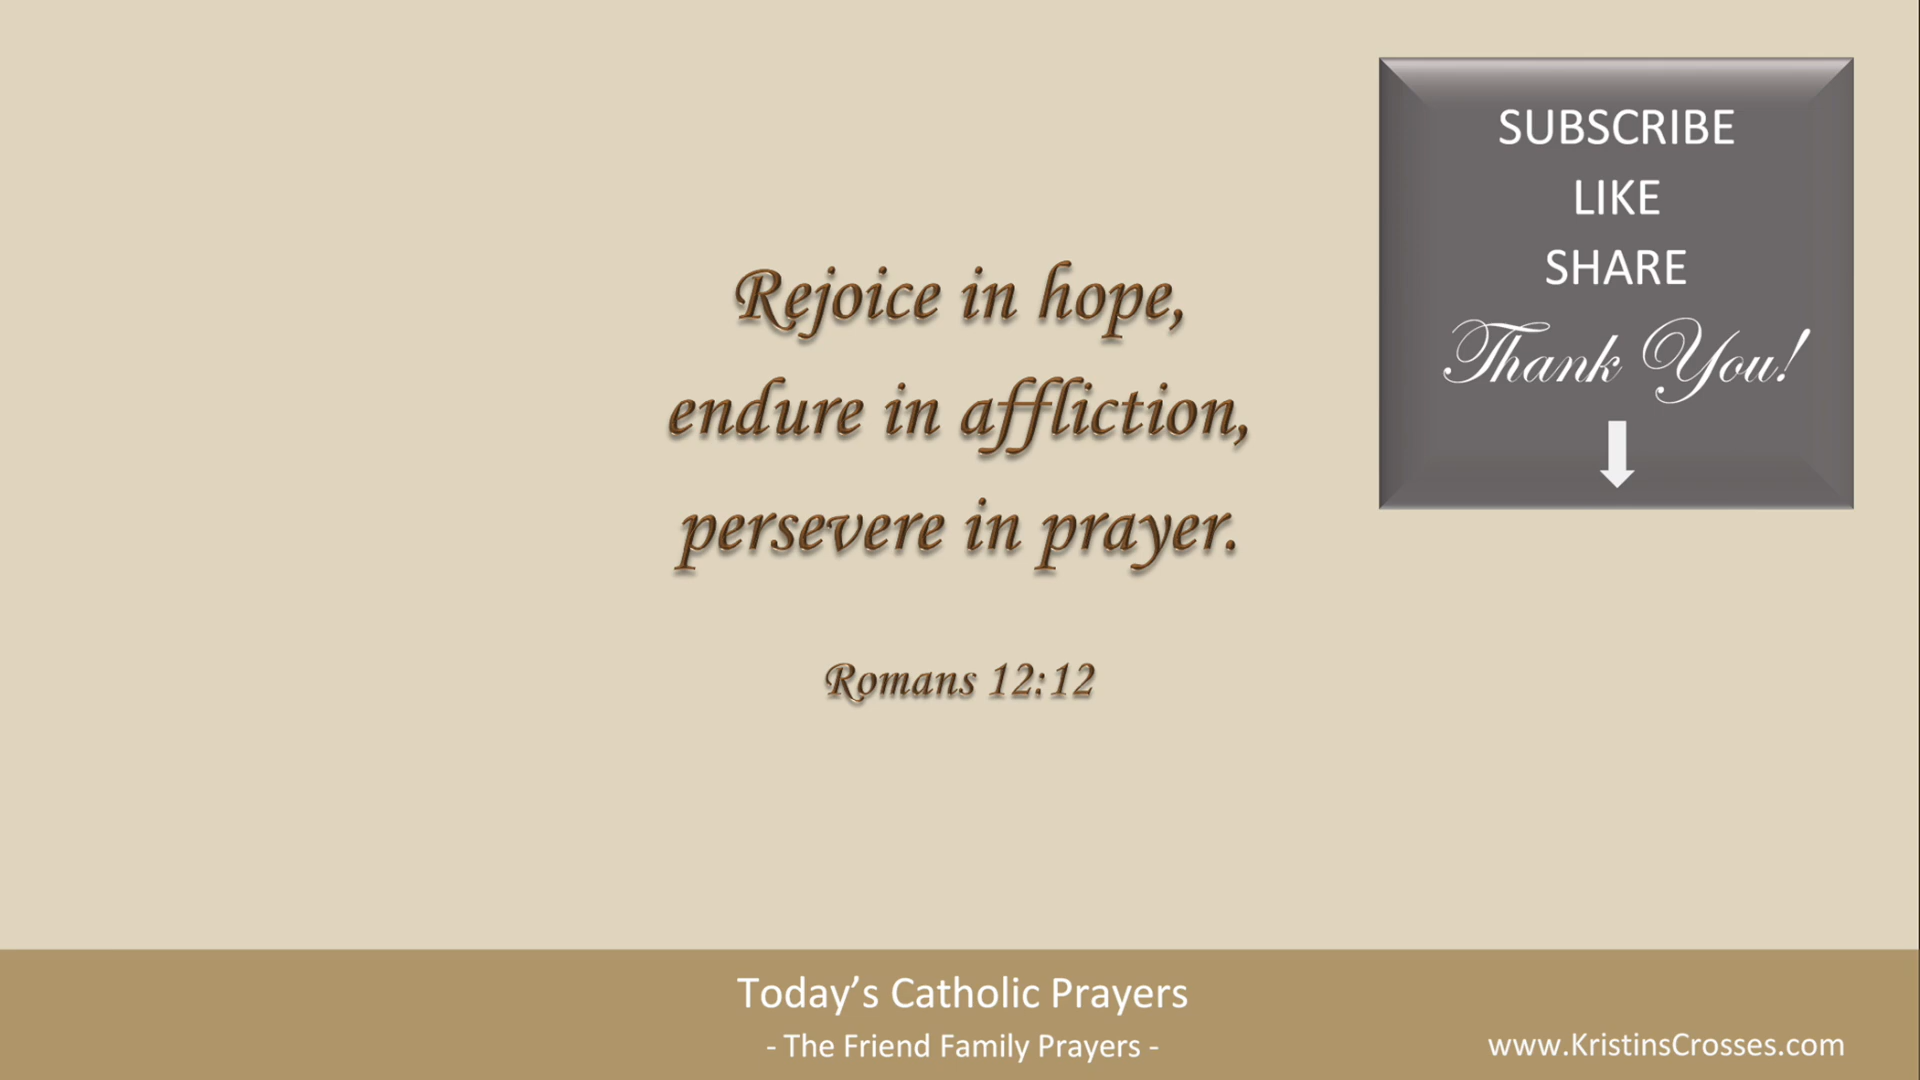 Rejoice in hope,
endure in affliction,
persevere in prayer.
Romans 12:12
SUBSCRIBE
LIKE
SHARE
Thank You!
Today’s Catholic Prayers
- The Friend Family Prayers -
www.KristinsCrosses.com